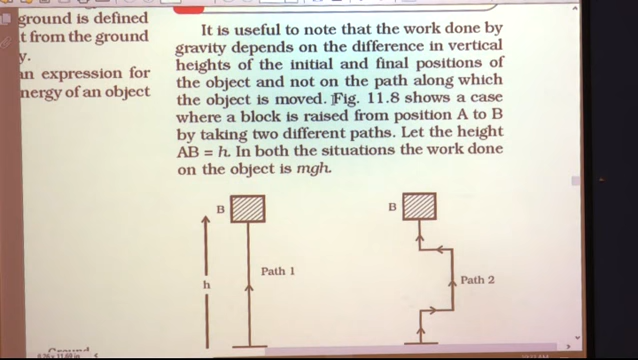 ground is defined
t from the ground
y.
an expression for
nergy of an object
It is useful to note that the work done by
gravity depends on the difference in vertical
heights of the initial and final positions of
the object and not on the path along which
the object is moved. Fig. 11.8 shows a case
where a block is raised from position A to B
by taking two different paths. Let the height
AB = h. In both the situations the work done
on the object is mgh.
B
B
Path 1
h
Path 2